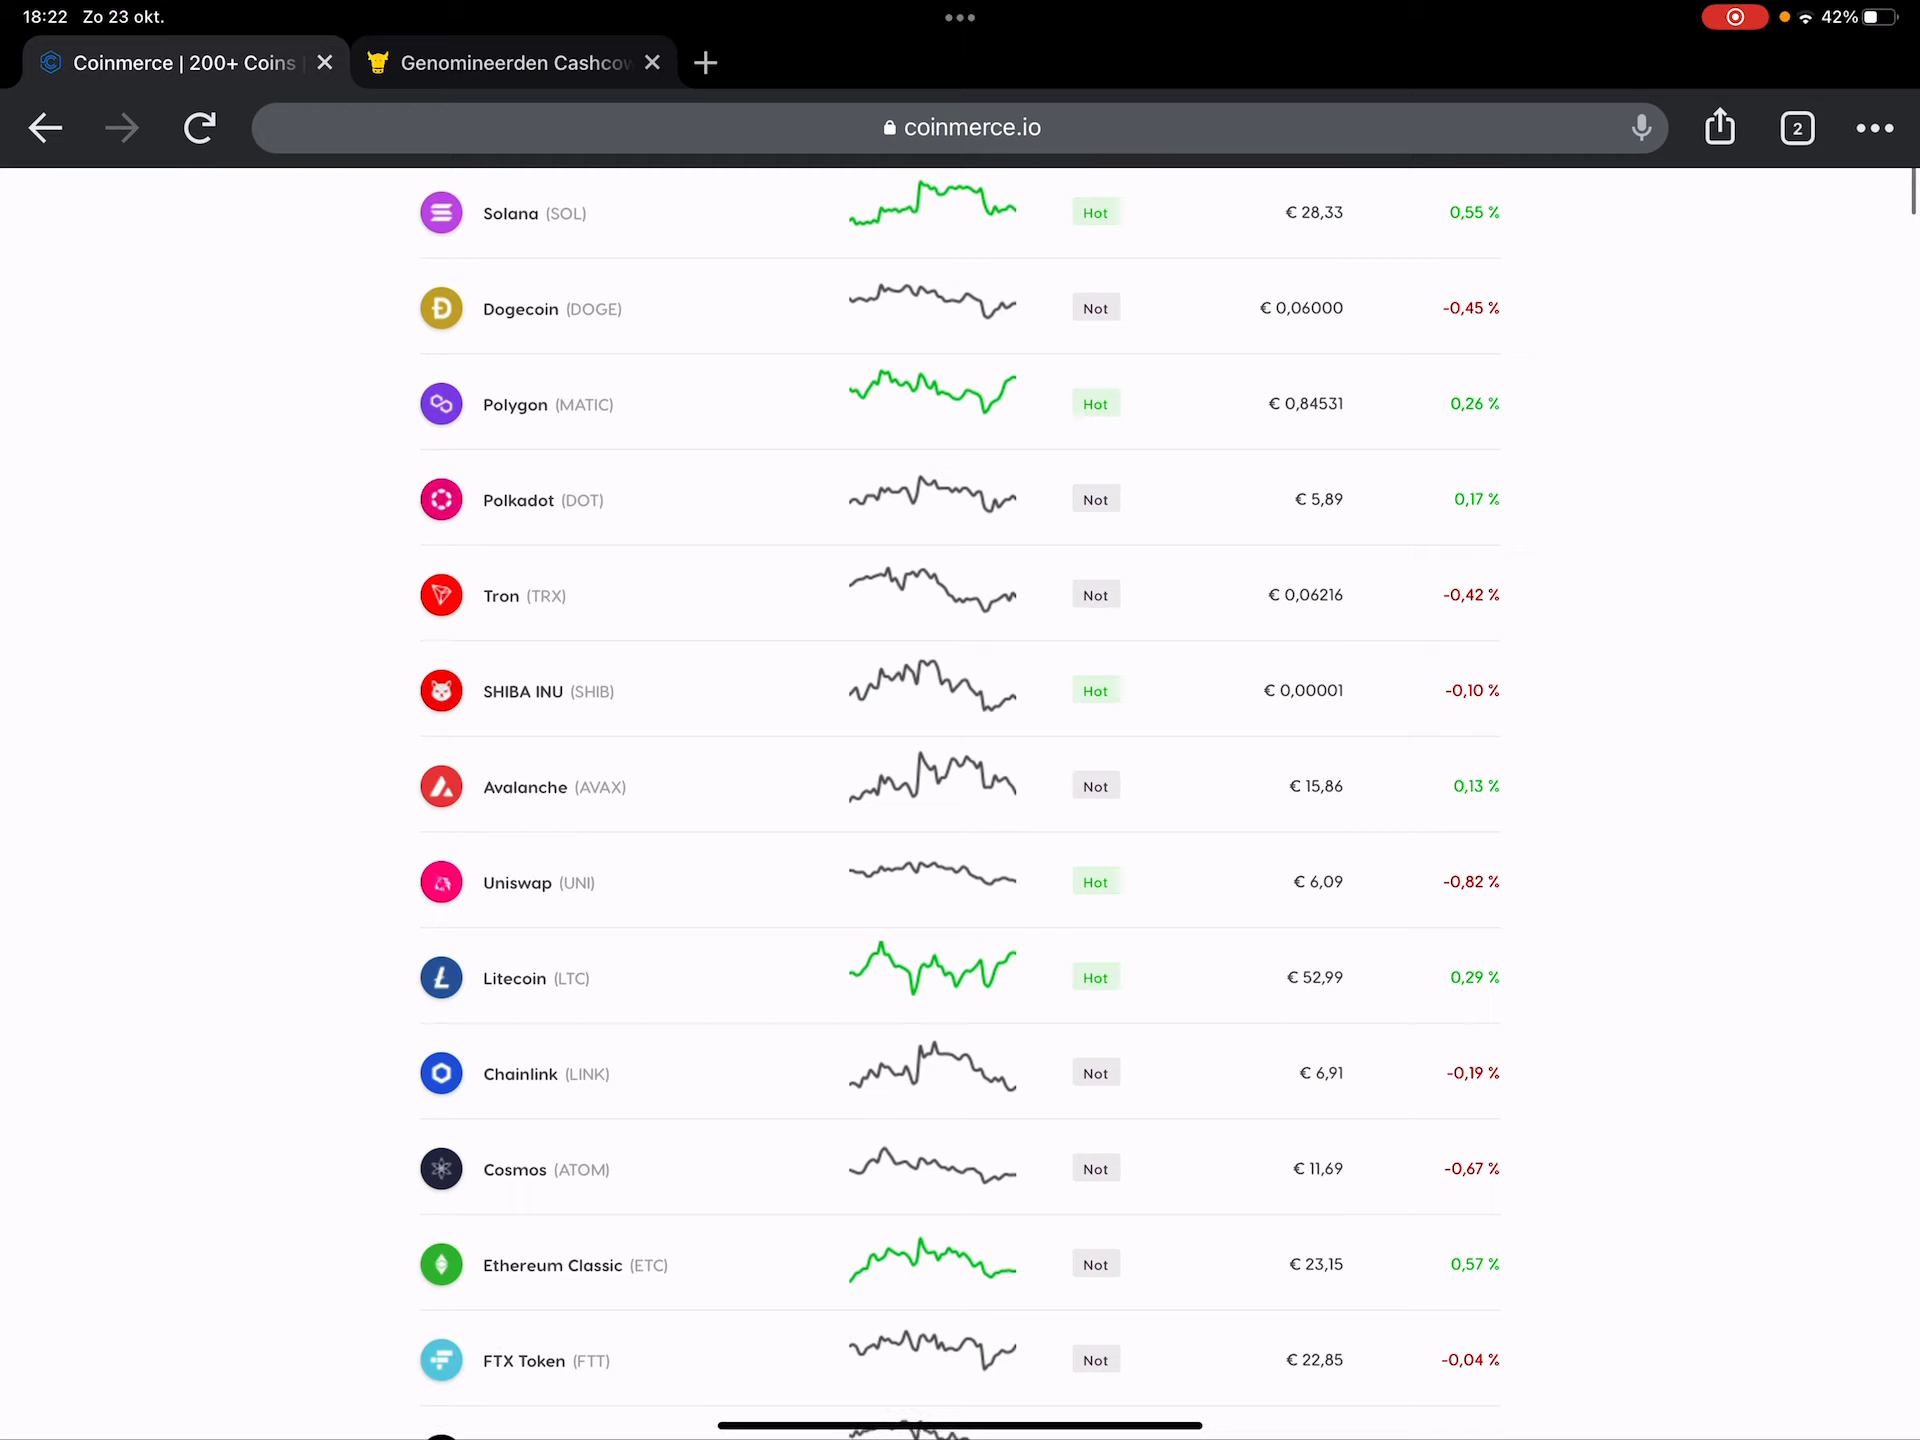 18:22 Zo 23 okt.
42%
Coinmerce | 200+ Coins
Genomineerden Cashcow
coinmerce.io
2
Solana (SOL) Hot € 28,33 0,55 %
Dogecoin (DOGE) Not € 0,06000 -0,45 %
Polygon (MATIC) Hot € 0,84531 0,26 %
Polkadot (DOT) Not € 5,89 0,17 %
Tron (TRX) Not € 0,06216 -0,42 %
SHIBA INU (SHIB) Hot € 0,00001 -0,10 %
Avalanche (AVAX) Not € 15,86 0,13 %
Uniswap (UNI) Hot € 6,09 -0,82 %
Litecoin (LTC) Hot € 52,99 0,29 %
Chainlink (LINK) Not € 6,91 -0,19 %
Cosmos (ATOM) Not € 11,69 -0,67 %
Ethereum Classic (ETC) Not € 23,15 0,57 %
FTX Token (FTT) Not € 22,85 -0,04 %